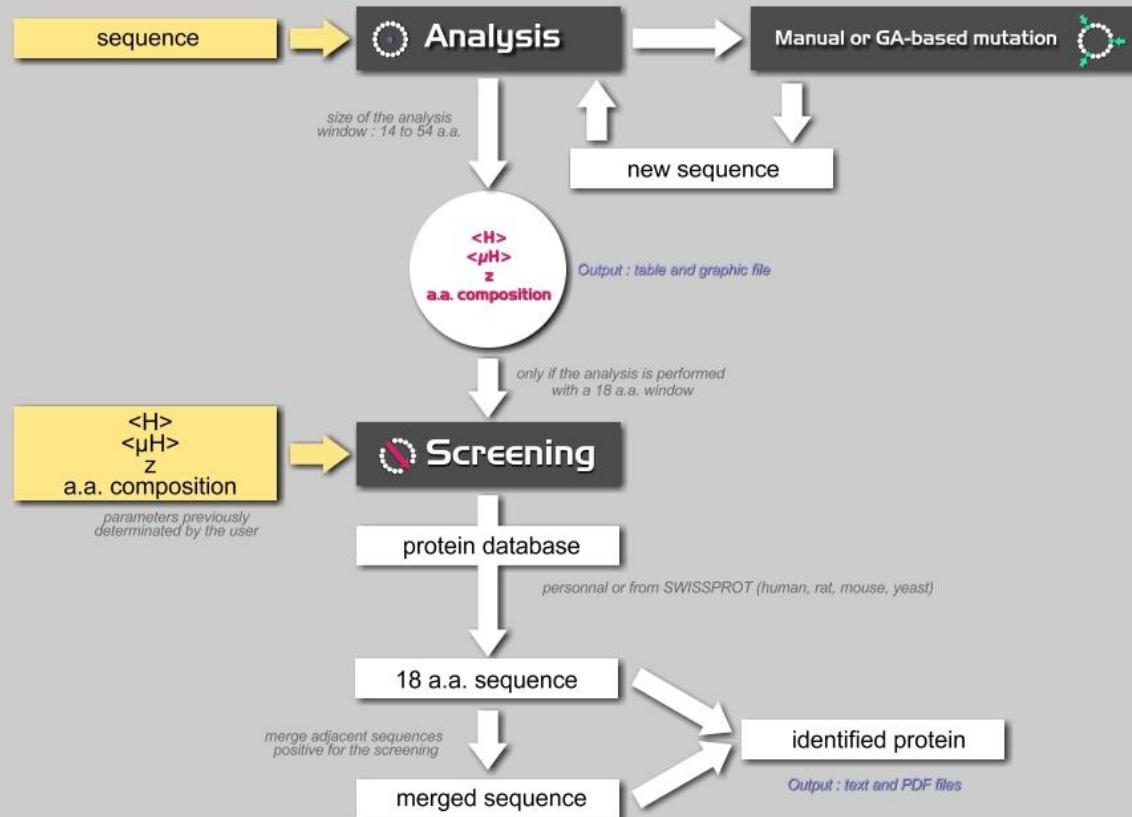 sequence
Analysis
Manual or GA-based mutation
size of the analysis
window : 14 to 54 a.a.
new sequence
<H>
<µH>
z
a.a. composition
Output : table and graphic file
only if the analysis is performed
with a 18 a.a. window
<H>
<µH>
z
a.a. composition
Screening
parameters previously
determinated by the user
protein database
personnal or from SWISSPROT (human, rat, mouse, yeast)
18 a.a. sequence
merge adjacent sequences
positive for the screening
identified protein
merged sequence
Output : text and PDF files